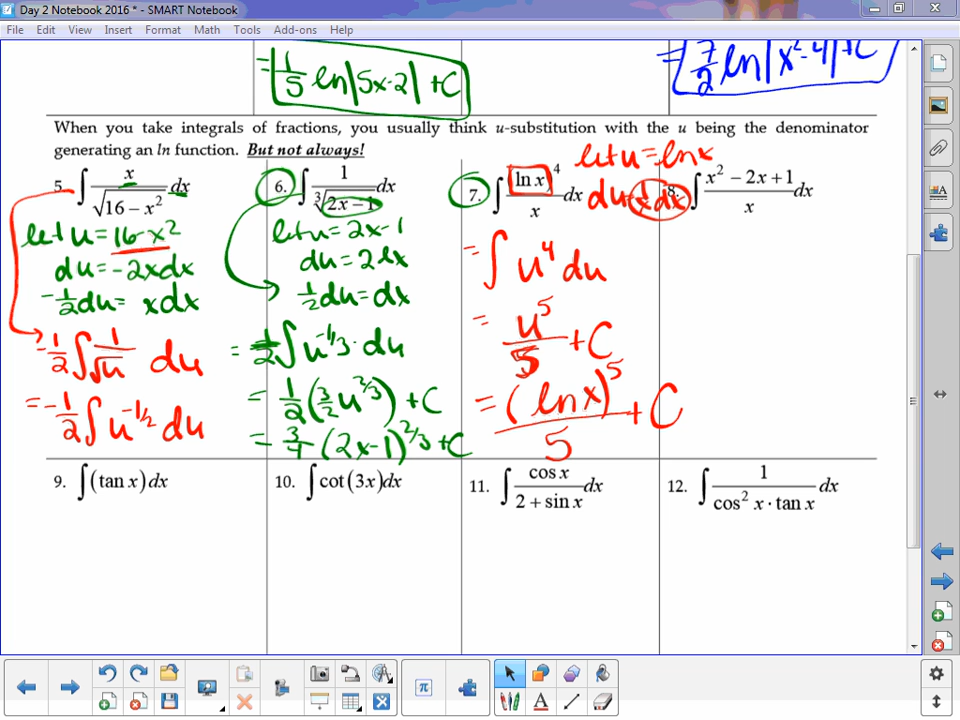 Day 2 Notebook 2016 * - SMART Notebook
File Edit View Insert Format Math Tools Add-ons Help
= 1/5 ln|5x-2| + C
= 7/2 ln|x²-4| + C
When you take integrals of fractions, you usually think u-substitution with the u being the denominator
generating an ln function. But not always!
5. ∫ x/√(16 − x²) dx
let u = 16-x²
du = -2xdx
-1/2 du = xdx
-1/2 ∫ 1/√u du
= -1/2 ∫ u^(-1/2) du
6. ∫ 1/∛(2x − 1) dx
let u = 2x-1
du = 2dx
1/2 du = dx
= 1/2 ∫ u^(-1/3) · du
= 1/2 (3/2 u^(2/3)) + C
= 3/4 (2x-1)^(2/3) + C
7. ∫ (ln x)⁴/x dx
let u = ln x
du = 1/x dx
= ∫ u⁴ du
= u⁵/5 + C
= (ln x)⁵/5 + C
8. ∫ (x² − 2x + 1)/x dx
9. ∫ (tan x) dx
10. ∫ cot(3x) dx
11. ∫ cos x/(2 + sin x) dx
12. ∫ 1/(cos² x · tan x) dx